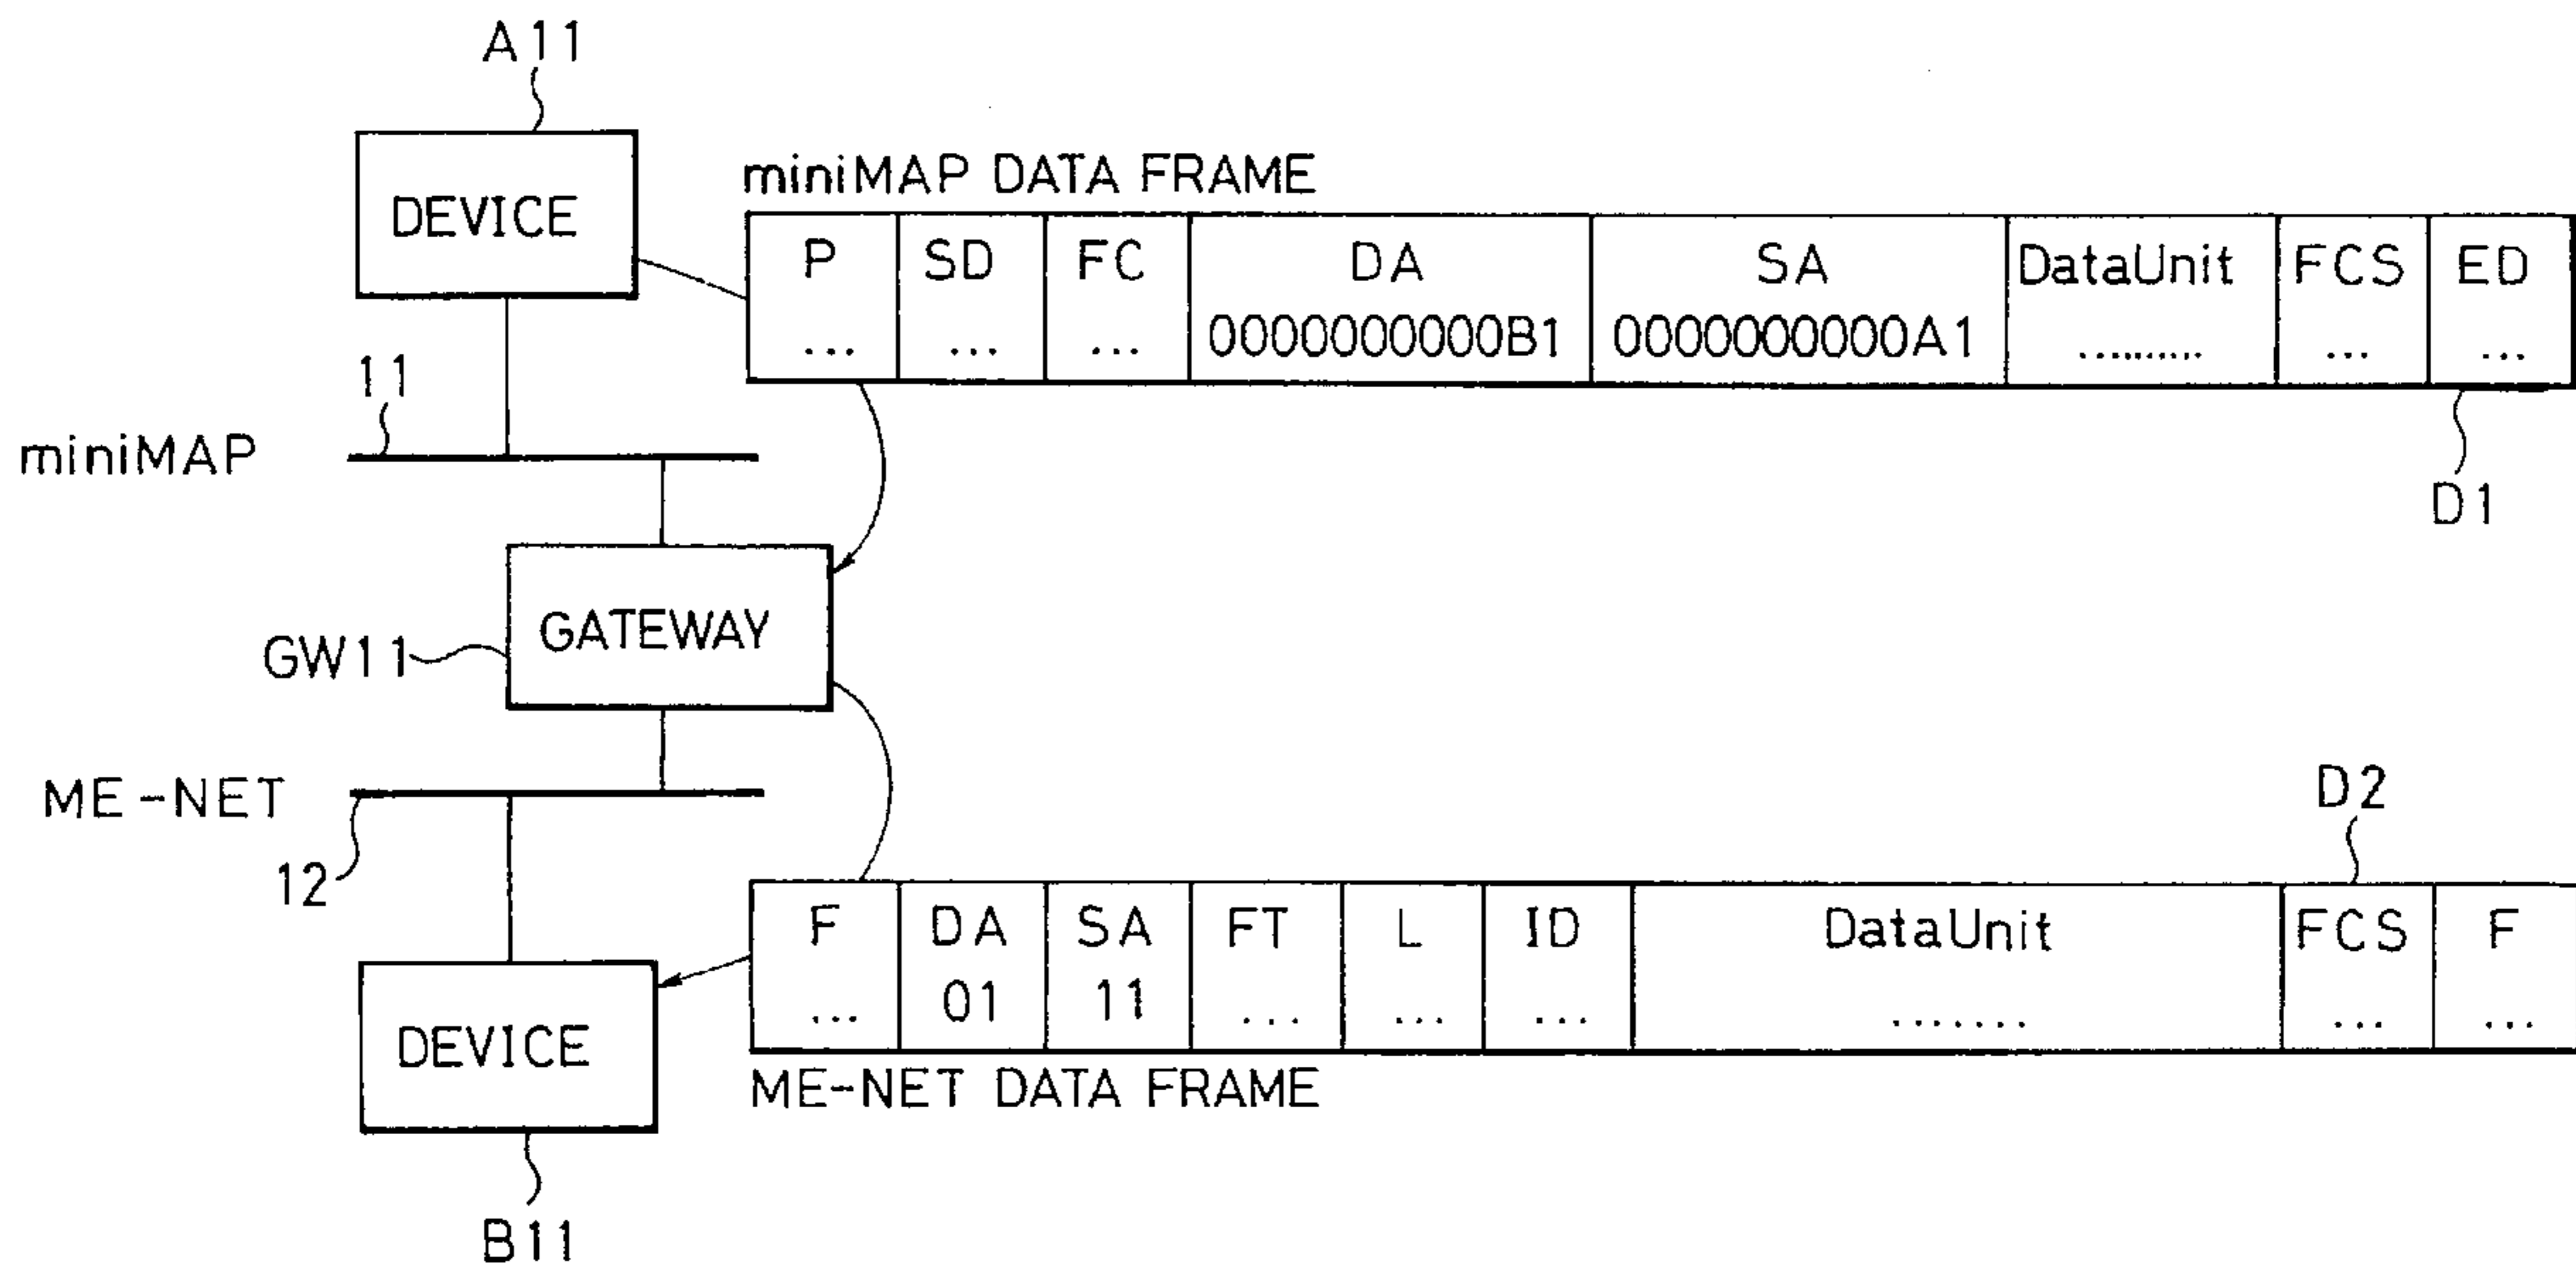 A11
DEVICE
miniMAP DATA FRAME
P SD FC DA SA DataUnit FCS ED
... ... ... 0000000000B1 0000000000A1 ......... ... ...
11
miniMAP
D1
GATEWAY
GW11
ME-NET
12
D2
F DA SA FT L ID DataUnit FCS F
... 01 11 ... ... ... ....... ... ...
DEVICE
ME-NET DATA FRAME
B11